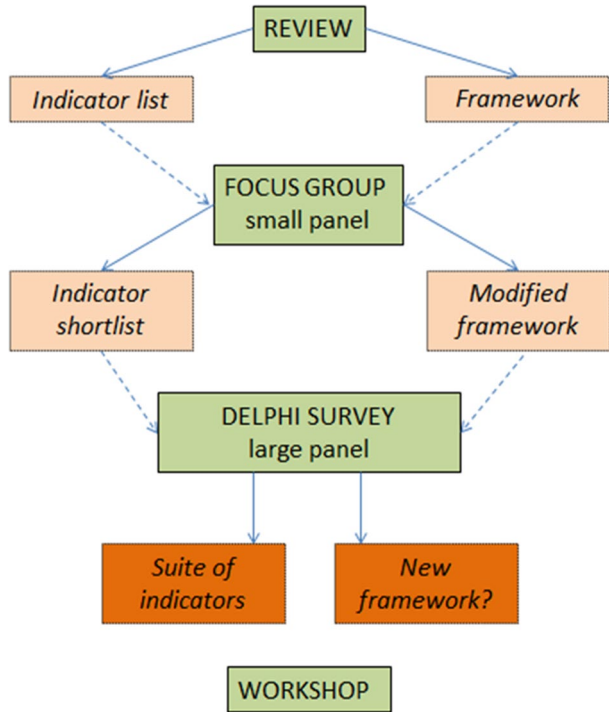 REVIEW
Indicator list
Framework
FOCUS GROUP
small panel
Indicator
shortlist
Modified
framework
DELPHI SURVEY
large panel
Suite of
indicators
New
framework?
WORKSHOP